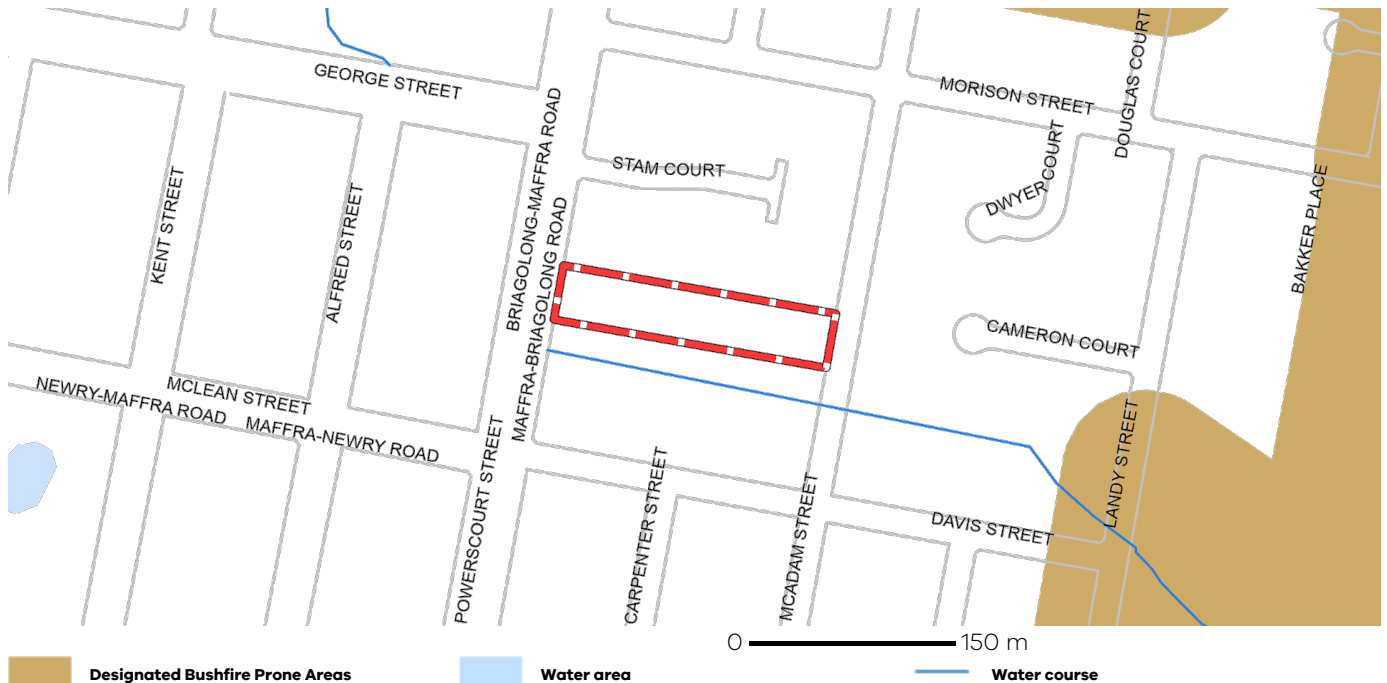 GEORGE STREET
MORISON STREET
DOUGLAS COURT
STAM COURT
DWYER COURT
BRIAGOLONG-MAFFRA ROAD
MAFFRA-BRIAGOLONG ROAD
KENT STREET
ALFRED STREET
BAKKER PLACE
CAMERON COURT
MCLEAN STREET
NEWRY-MAFFRA ROAD
MAFFRA-NEWRY ROAD
POWERSCOURT STREET
CARPENTER STREET
MCADAM STREET
LANDY STREET
DAVIS STREET
0 150 m
Designated Bushfire Prone Areas
Water area
Water course